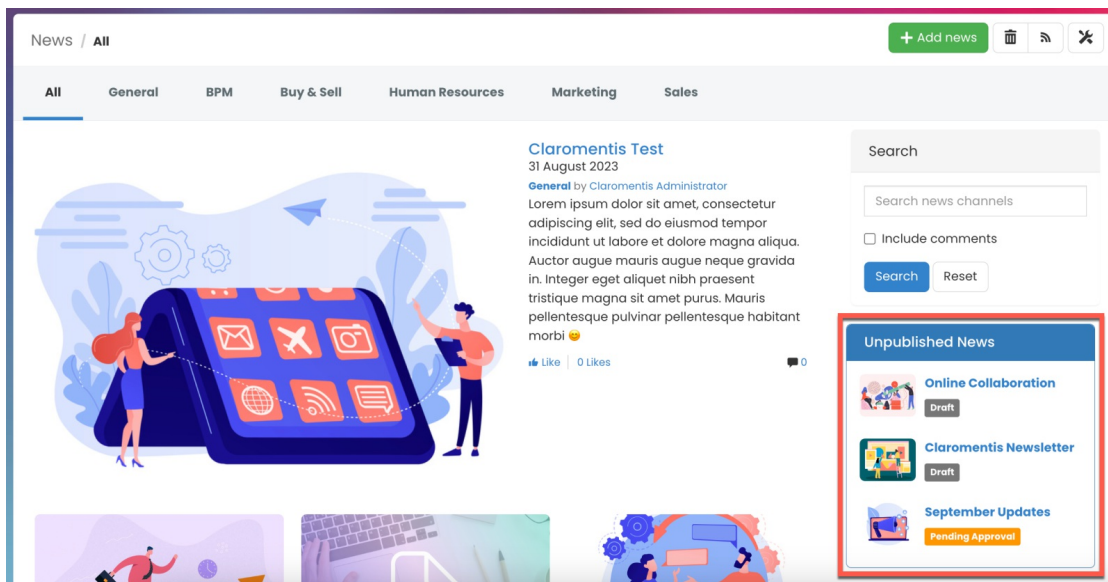 News / All
+ Add news
All General BPM Buy & Sell Human Resources Marketing Sales
Claromentis Test
31 August 2023
General by Claromentis Administrator
Lorem ipsum dolor sit amet, consectetur
adipiscing elit, sed do eiusmod tempor
incididunt ut labore et dolore magna aliqua.
Auctor augue mauris augue neque gravida
in. Integer eget aliquet nibh praesent
tristique magna sit amet purus. Mauris
pellentesque pulvinar pellentesque habitant
morbi 😊
Like 0 Likes 0
Search
Search news channels
Include comments
Search Reset
Unpublished News
Online Collaboration
Draft
Claromentis Newsletter
Draft
September Updates
Pending Approval